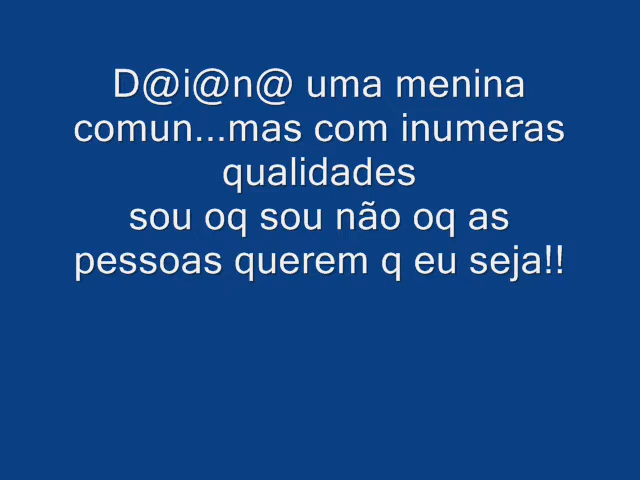 D@i@n@ uma menina
comun...mas com inumeras
qualidades
sou oq sou não oq as
pessoas querem q eu seja!!